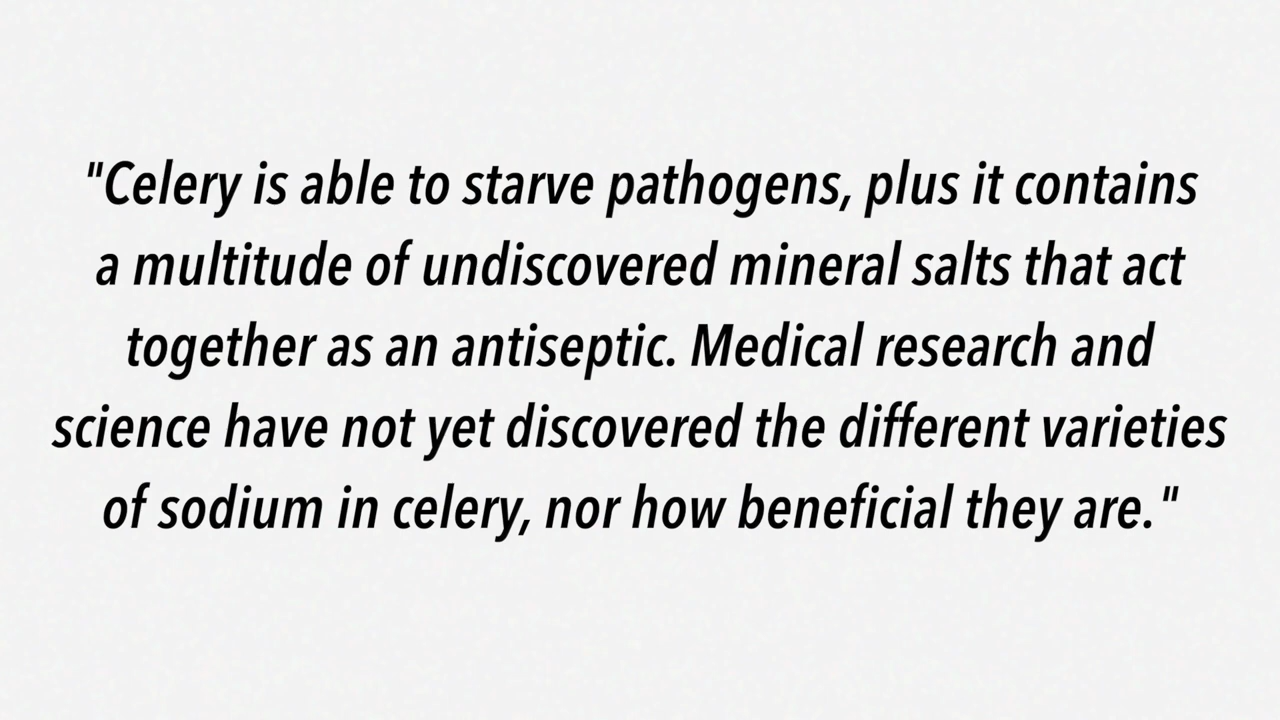 "Celery is able to starve pathogens, plus it contains
a multitude of undiscovered mineral salts that act
together as an antiseptic. Medical research and
science have not yet discovered the different varieties
of sodium in celery, nor how beneficial they are."